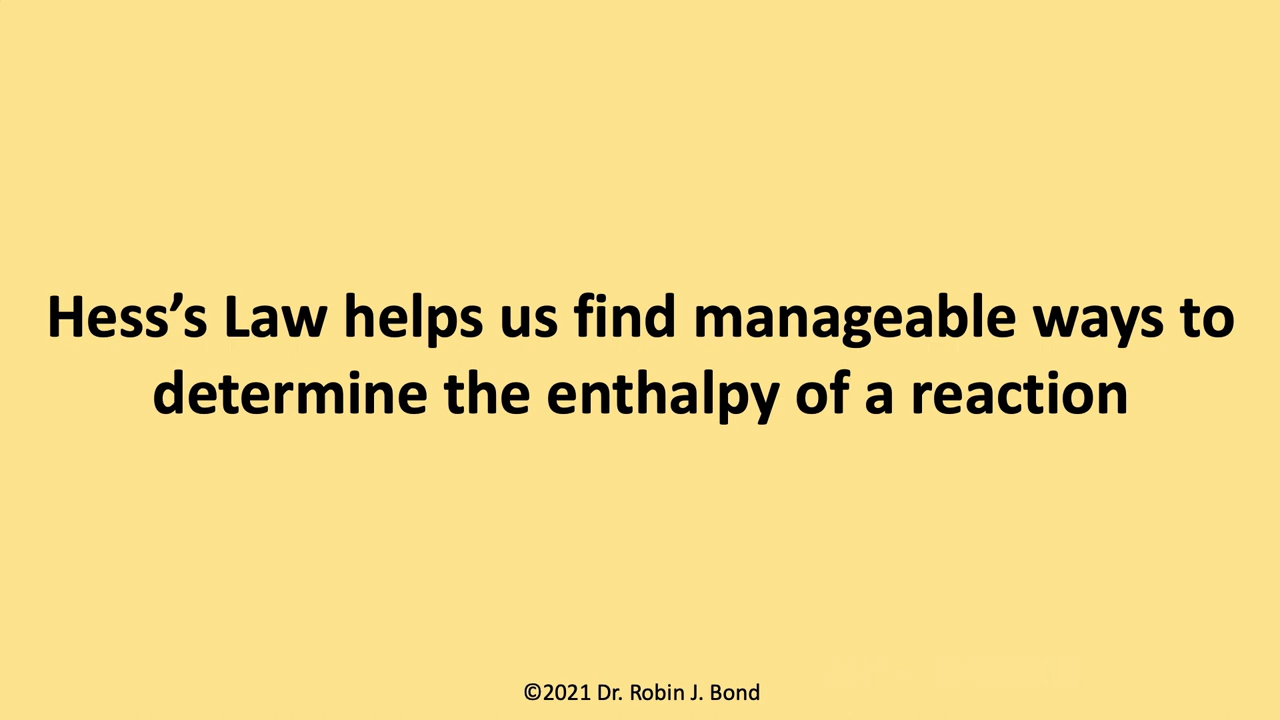 Hess’s Law helps us find manageable ways to
determine the enthalpy of a reaction
©2021 Dr. Robin J. Bond